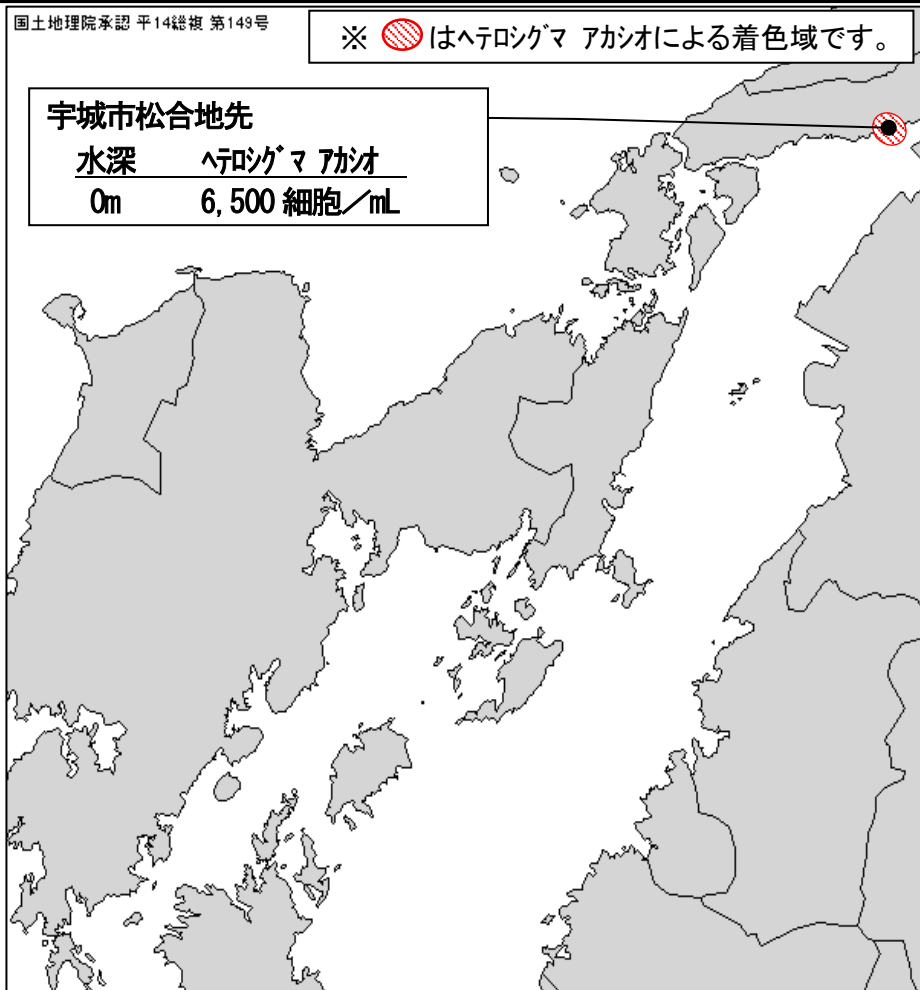 国土地理院承認 平14総複 第149号
※ はヘテロシグマ アカシオによる着色域です。
宇城市松合地先
水深 ヘテロシグマ アカシオ
0m 6,500 細胞／mL